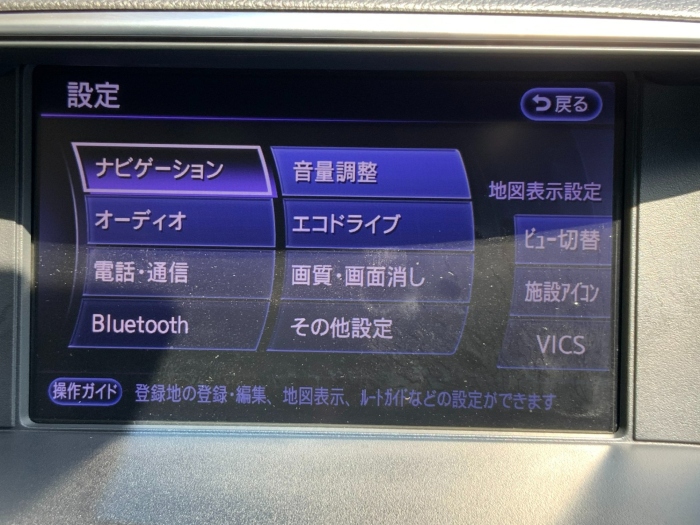 設定
戻る
ナビゲーション
音量調整
オーディオ
エコドライブ
電話・通信
画質・画面消し
Bluetooth
その他設定
地図表示設定
ビュー切替
施設アイコン
VICS
操作ガイド 登録地の登録・編集、地図表示、ルートガイドなどの設定ができます